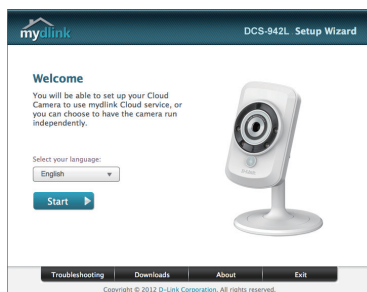 mydlink
DCS-942L Setup Wizard
Welcome
You will be able to set up your Cloud
Camera to use mydlink Cloud service, or
you can choose to have the camera run
independently.
Select your language:
English
Start
Troubleshooting Downloads About Exit
Copyright © 2012 D-Link Corporation. All rights reserved.